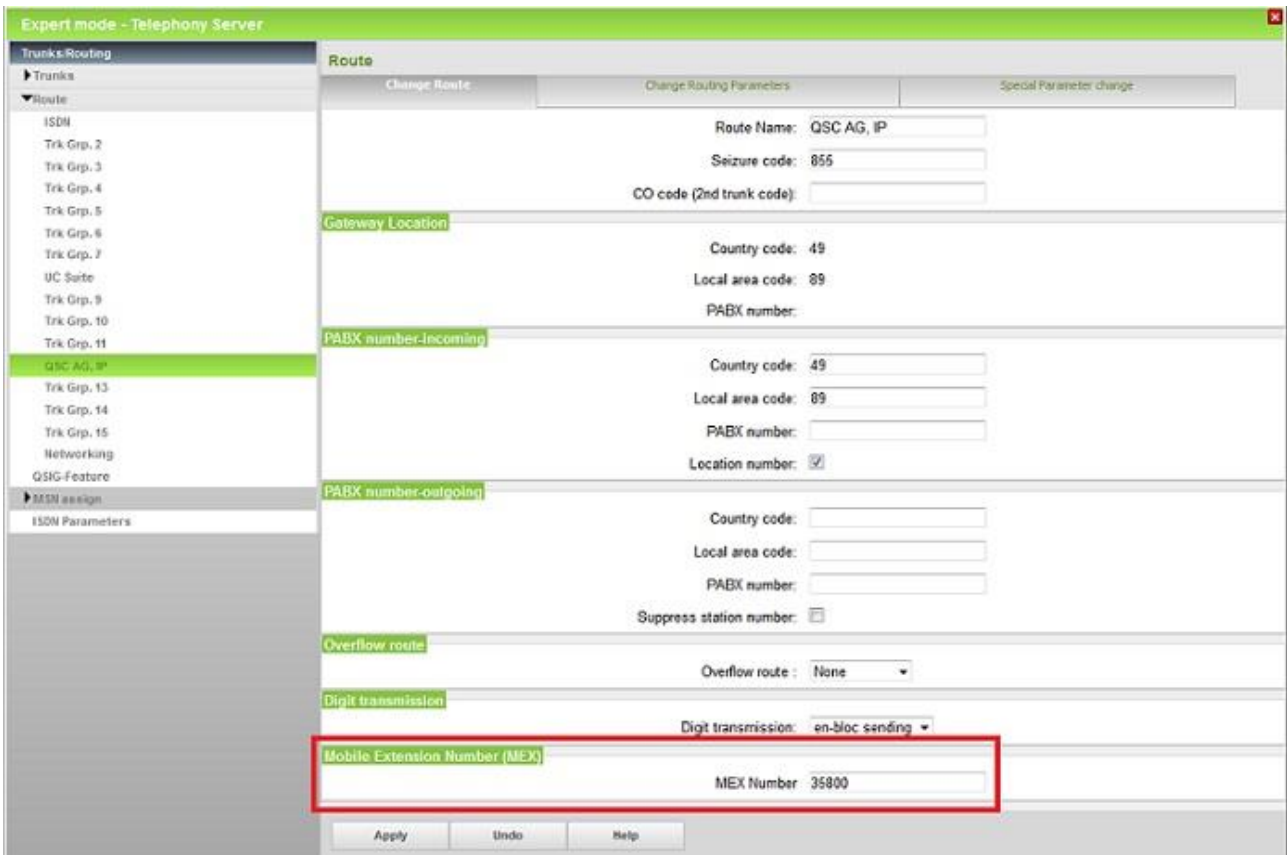 Expert mode - Telephony Server
Trunks/Routing
Trunks
Route
ISDN
Trk Grp. 2
Trk Grp. 3
Trk Grp. 4
Trk Grp. 5
Trk Grp. 6
Trk Grp. 7
UC Suite
Trk Grp. 9
Trk Grp. 10
Trk Grp. 11
QSC AG, IP
Trk Grp. 13
Trk Grp. 14
Trk Grp. 15
Networking
QSIG-Feature
MSN assign
ISDN Parameters
Route
Change Route Change Routing Parameters Special Parameter change
Route Name: QSC AG, IP
Seizure code: 855
CO code (2nd trunk code):
Gateway Location
Country code: 49
Local area code: 89
PABX number:
PABX number-incoming
Country code: 49
Local area code: 89
PABX number:
Location number:
PABX number-outgoing
Country code:
Local area code:
PABX number:
Suppress station number:
Overflow route
Overflow route : None
Digit transmission
Digit transmission: en-bloc sending
Mobile Extension Number (MEX)
MEX Number 35800
Apply Undo Help